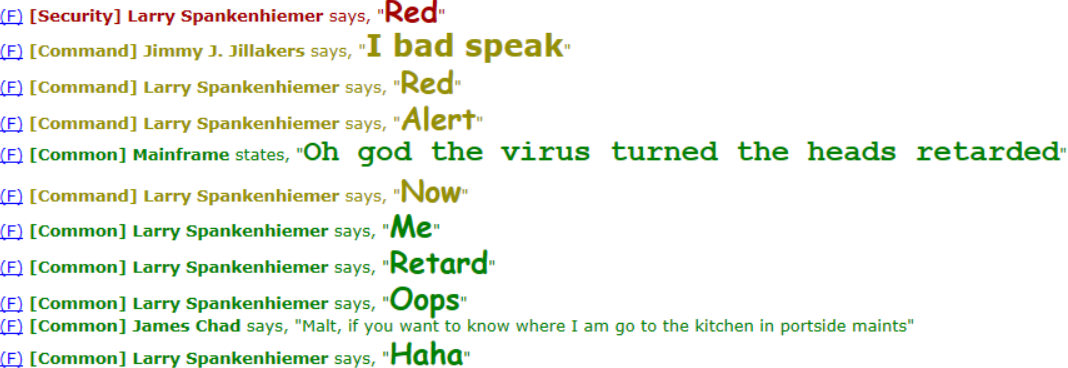 (F) [Security] Larry Spankenhiemer says, "Red"
(F) [Command] Jimmy J. Jillakers says, "I bad speak"
(F) [Command] Larry Spankenhiemer says, "Red"
(F) [Command] Larry Spankenhiemer says, "Alert"
(F) [Common] Mainframe states, "Oh god the virus turned the heads retarded"
(F) [Command] Larry Spankenhiemer says, "Now"
(F) [Common] Larry Spankenhiemer says, "Me"
(F) [Common] Larry Spankenhiemer says, "Retard"
(F) [Common] Larry Spankenhiemer says, "Oops"
(F) [Common] James Chad says, "Malt, if you want to know where I am go to the kitchen in portside maints"
(F) [Common] Larry Spankenhiemer says, "Haha"